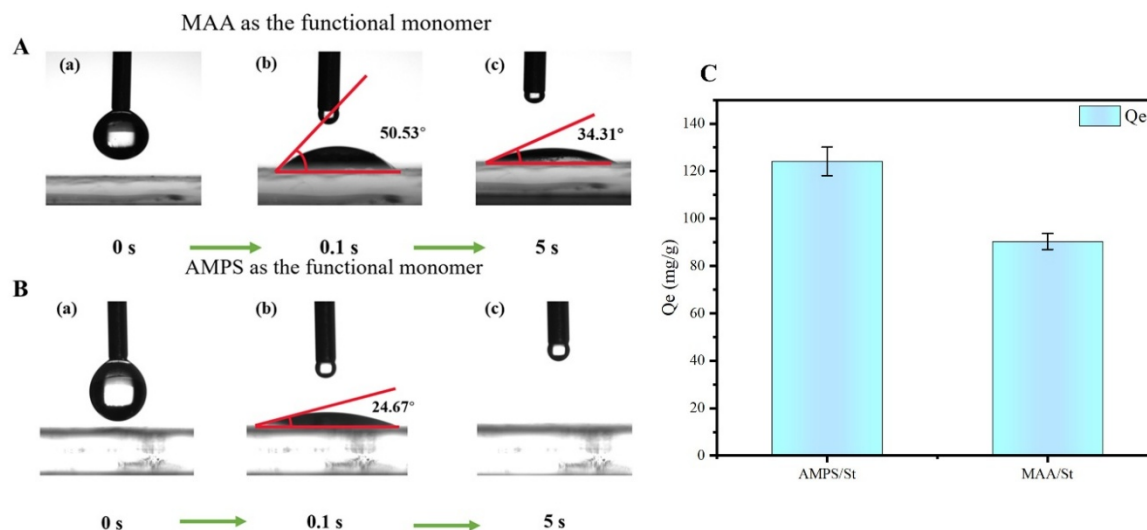 MAA as the functional monomer
A
(a)
(b)
(c)
50.53°
34.31°
0 s
0.1 s
5 s
AMPS as the functional monomer
B
(a)
(b)
(c)
24.67°
0 s
0.1 s
5 s
C
Qe
140
120
100
80
60
40
20
0
Qe (mg/g)
AMPS/St
MAA/St